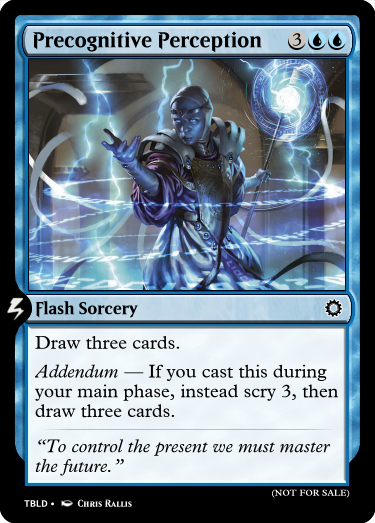 Precognitive Perception 3
Flash Sorcery
Draw three cards.
Addendum — If you cast this during
your main phase, instead scry 3, then
draw three cards.
“To control the present we must master
the future.”
TBLD • Chris Rallis
(NOT FOR SALE)